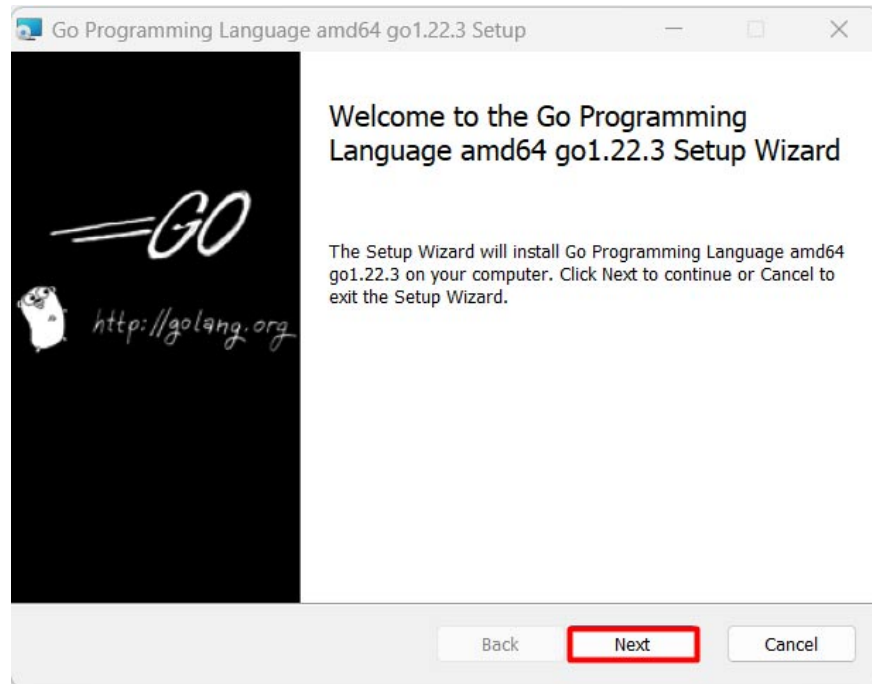 Go Programming Language amd64 go1.22.3 Setup
Welcome to the Go Programming
Language amd64 go1.22.3 Setup Wizard
GO
The Setup Wizard will install Go Programming Language amd64
go1.22.3 on your computer. Click Next to continue or Cancel to
exit the Setup Wizard.
http://golang.org
Back
Next
Cancel